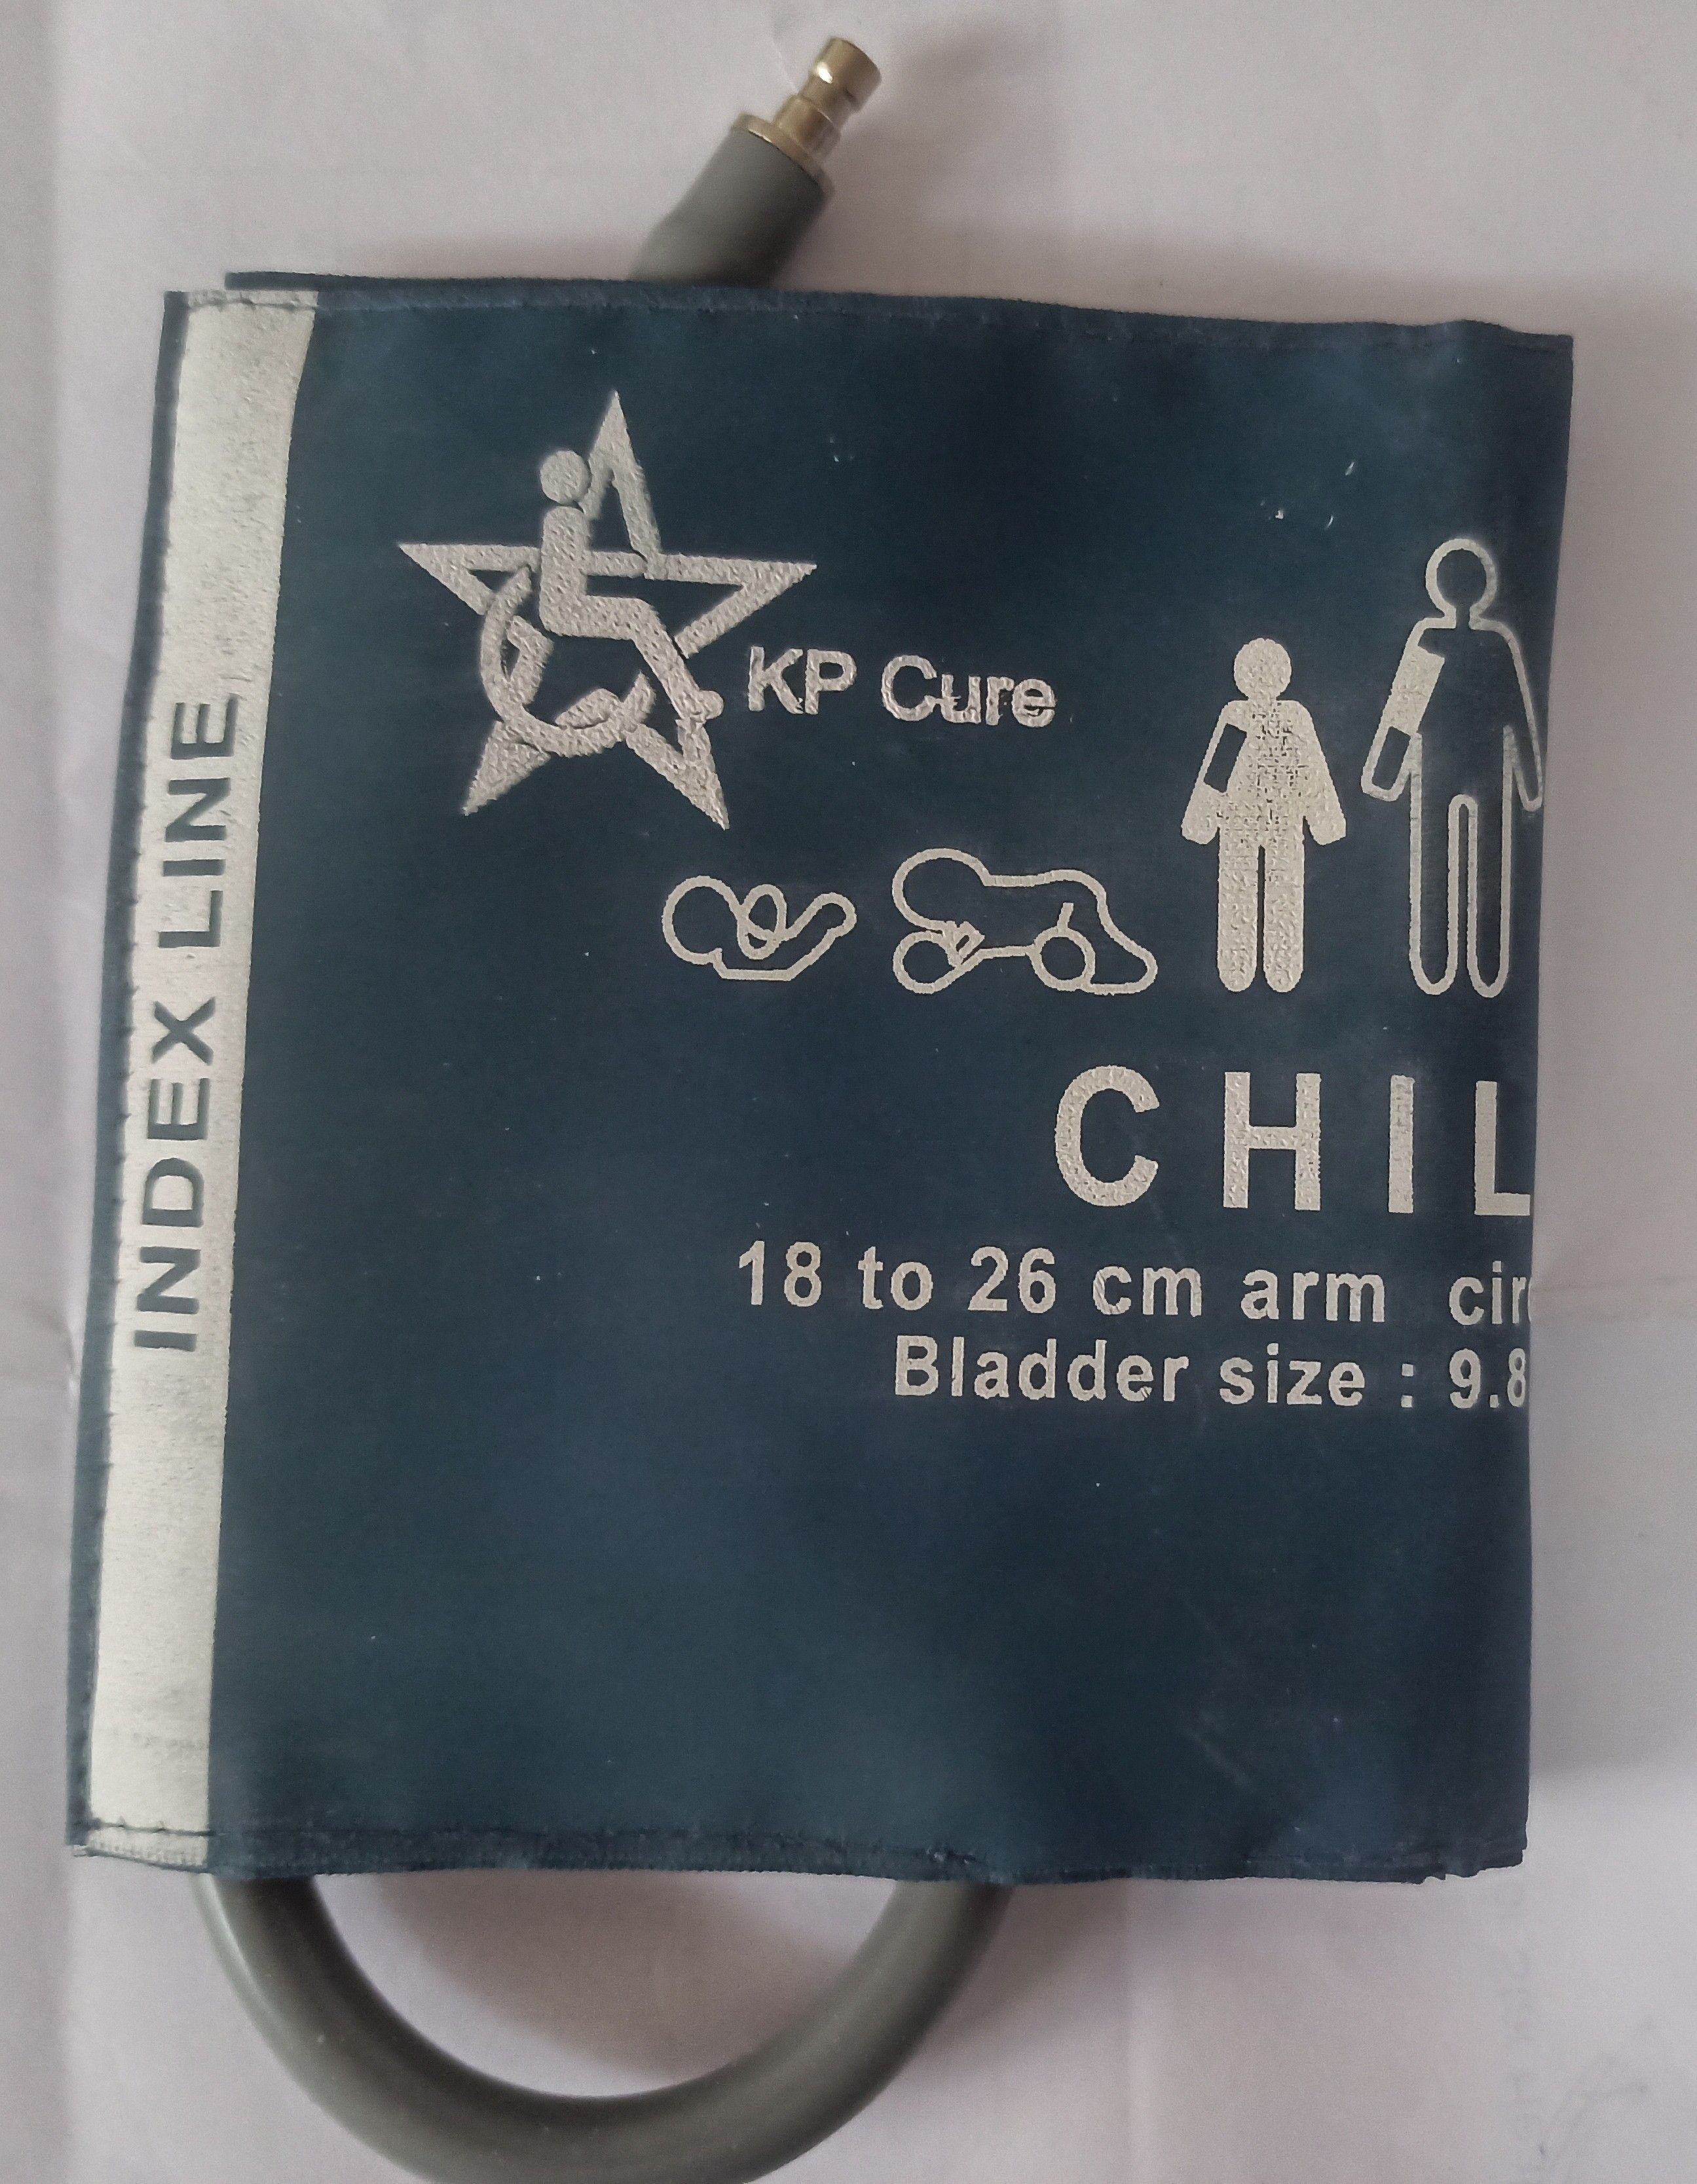 INDEX LINE
KP Cure
CHIL
18 to 26 cm arm cir
Bladder size : 9.8